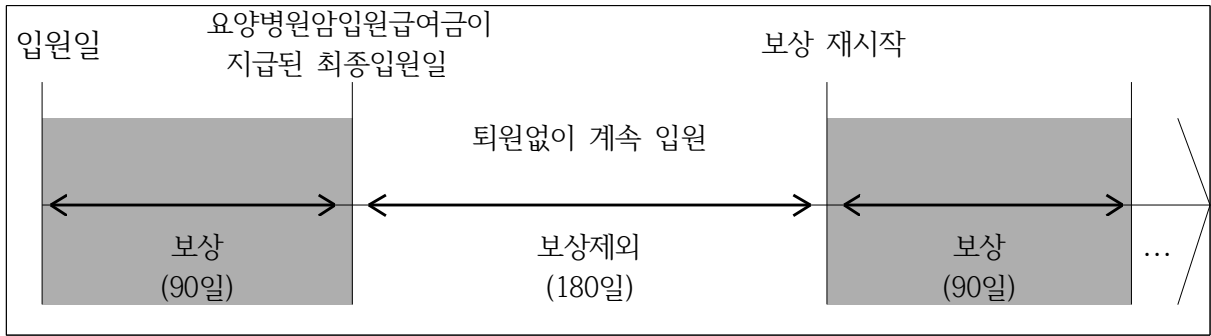 입원일
요양병원암입원급여금이
지급된 최종입원일
보상 재시작
퇴원없이 계속 입원
보상
(90일)
보상제외
(180일)
보상
(90일)
…